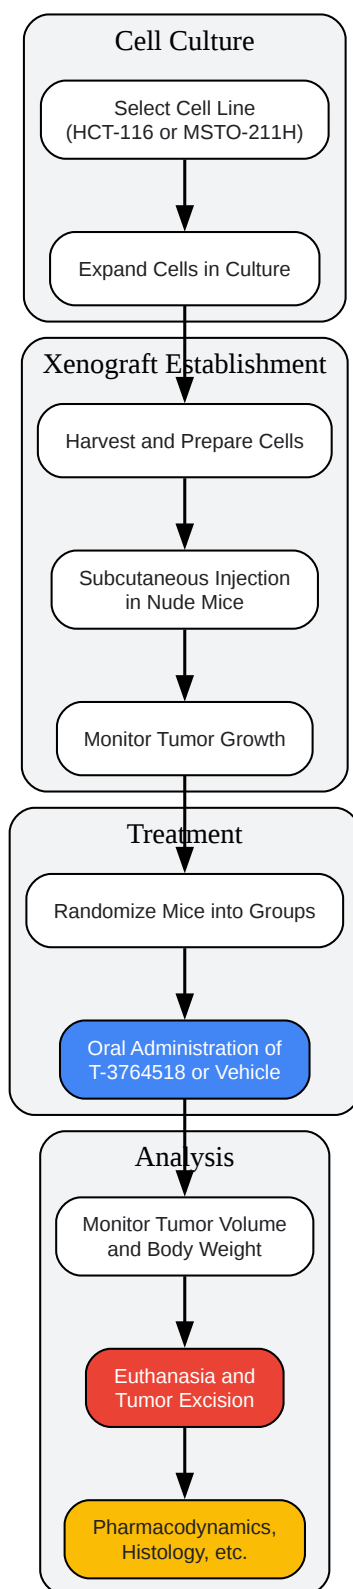 Cell Culture
Select Cell Line
(HCT-116 or MSTO-211H)
Expand Cells in Culture
Xenograft Establishment
Harvest and Prepare Cells
Subcutaneous Injection
in Nude Mice
Monitor Tumor Growth
Treatment
Randomize Mice into Groups
Oral Administration of
T-3764518 or Vehicle
Analysis
Monitor Tumor Volume
and Body Weight
Euthanasia and
Tumor Excision
Pharmacodynamics,
Histology, etc.